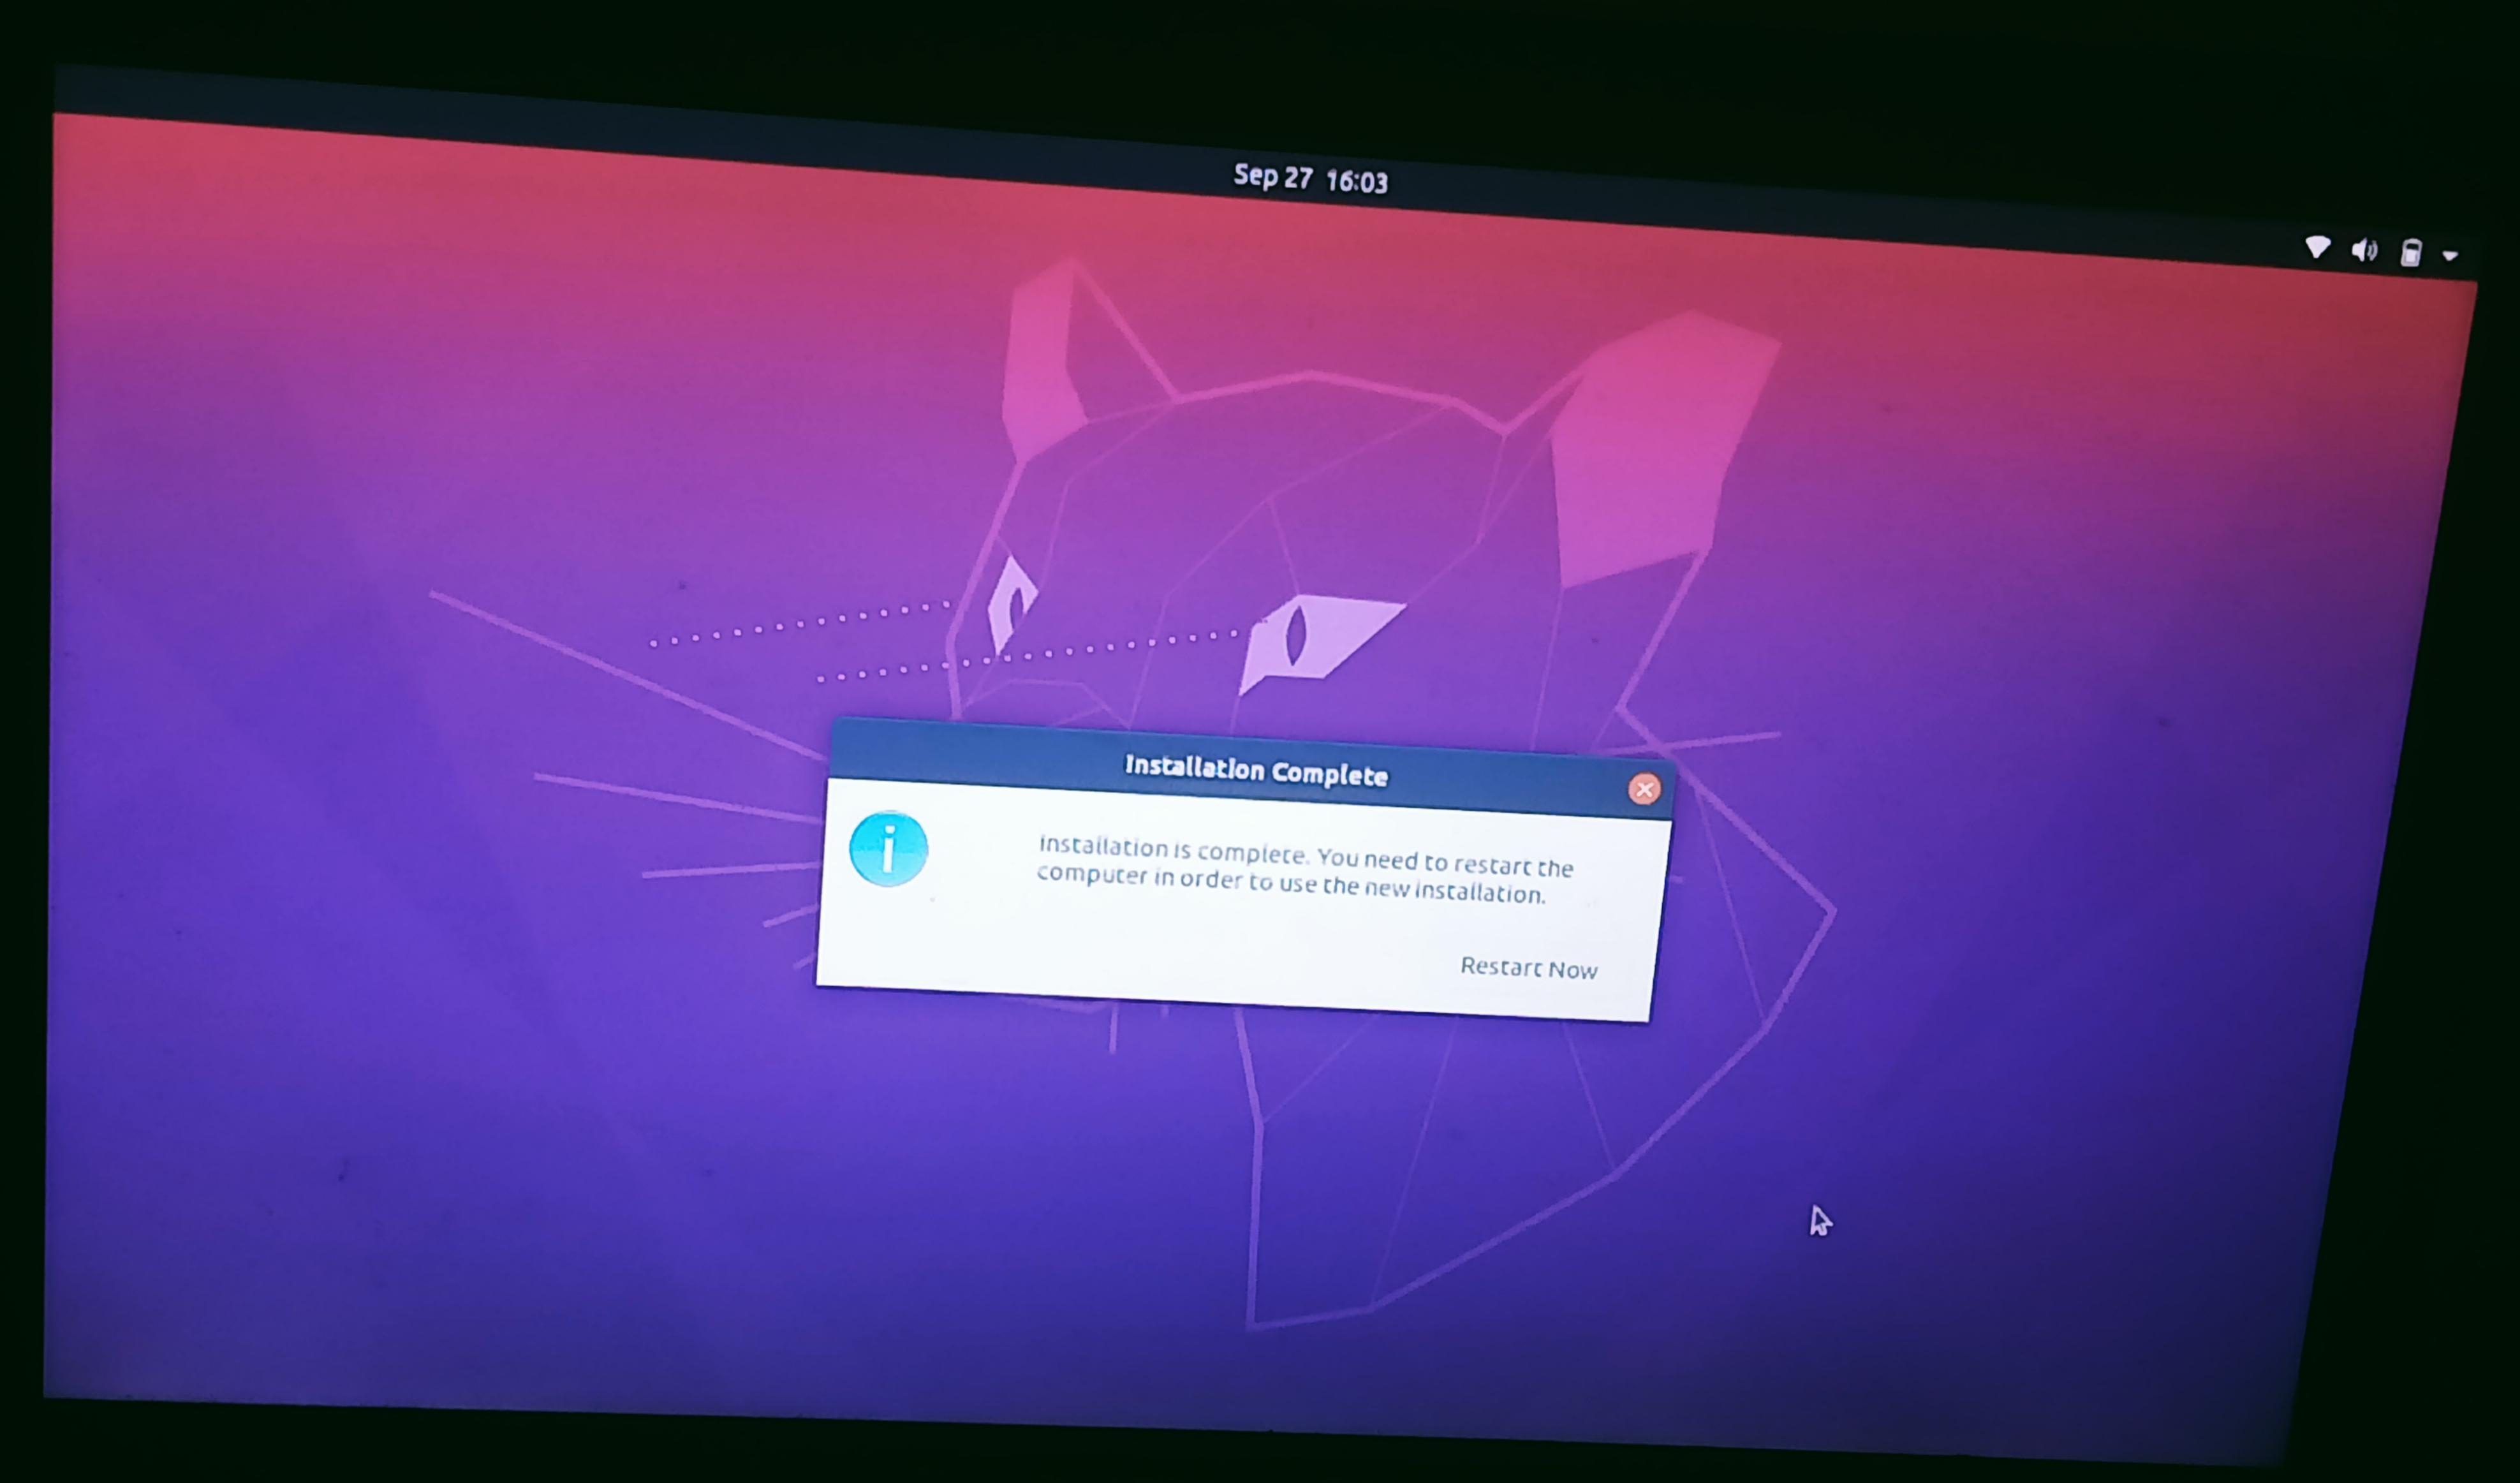 Sep 27 16:03
Installation Complete
Installation is complete. You need to restart the
computer in order to use the new installation.
Restart Now